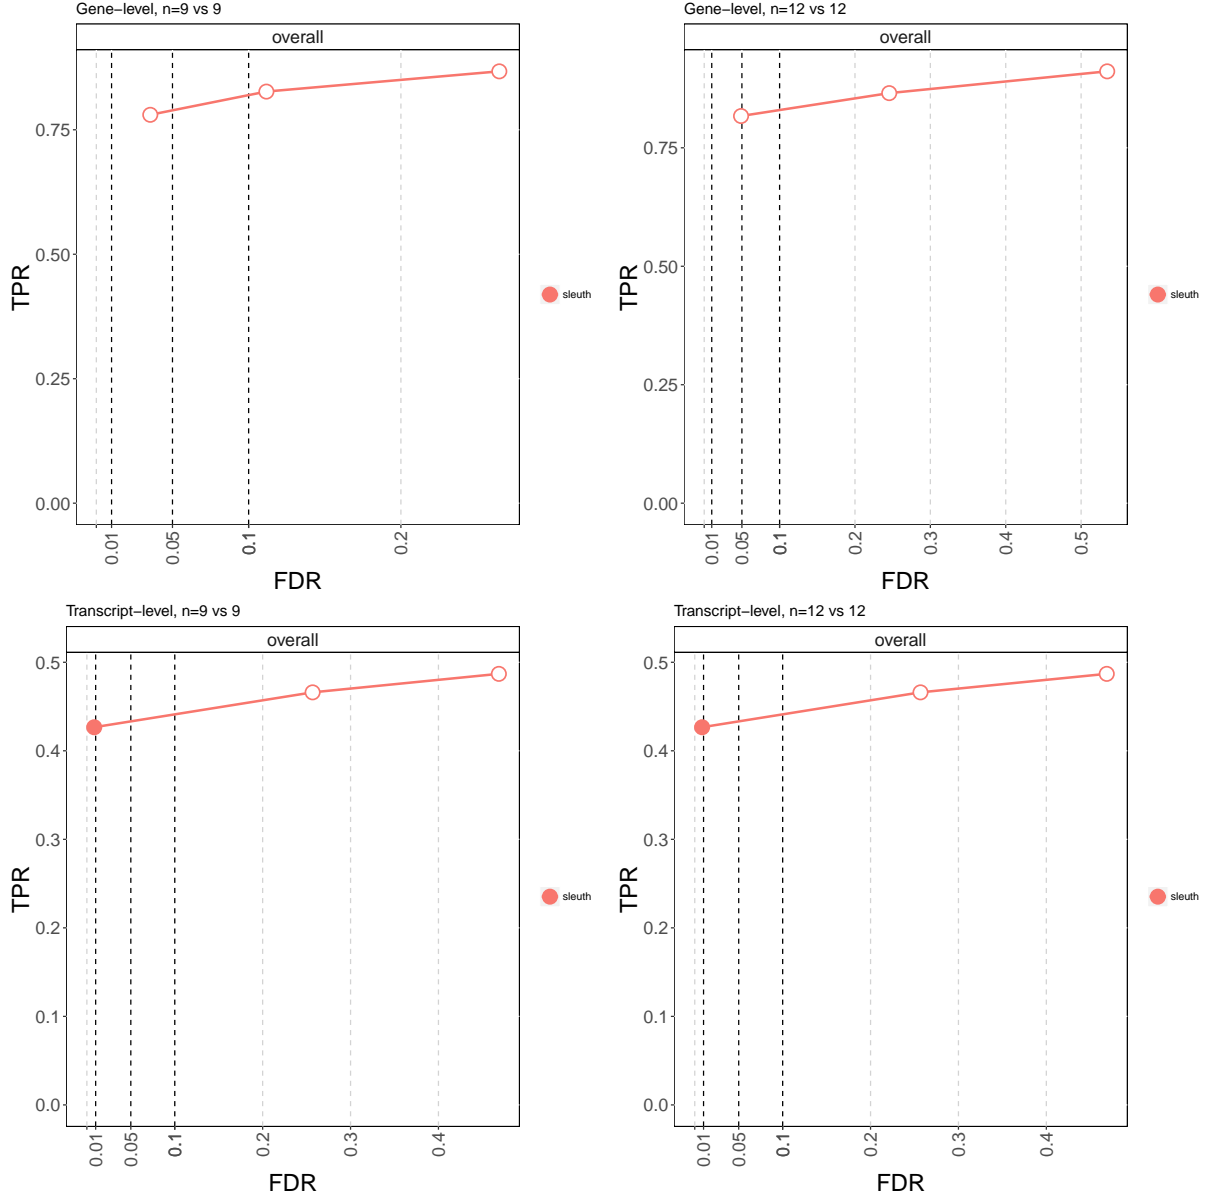 Gene−level, n=9 vs 9
overall
0.75
0.50
0.25
0.00
TPR
0.01
0.05
0.1
0.2
FDR
sleuth
Gene−level, n=12 vs 12
overall
0.75
0.50
0.25
0.00
TPR
0.01
0.05
0.1
0.2
0.3
0.4
0.5
FDR
sleuth
Transcript−level, n=9 vs 9
overall
0.5
0.4
0.3
0.2
0.1
0.0
TPR
0.01
0.05
0.1
0.2
0.3
0.4
FDR
sleuth
Transcript−level, n=12 vs 12
overall
0.5
0.4
0.3
0.2
0.1
0.0
TPR
0.01
0.05
0.1
0.2
0.3
0.4
FDR
sleuth